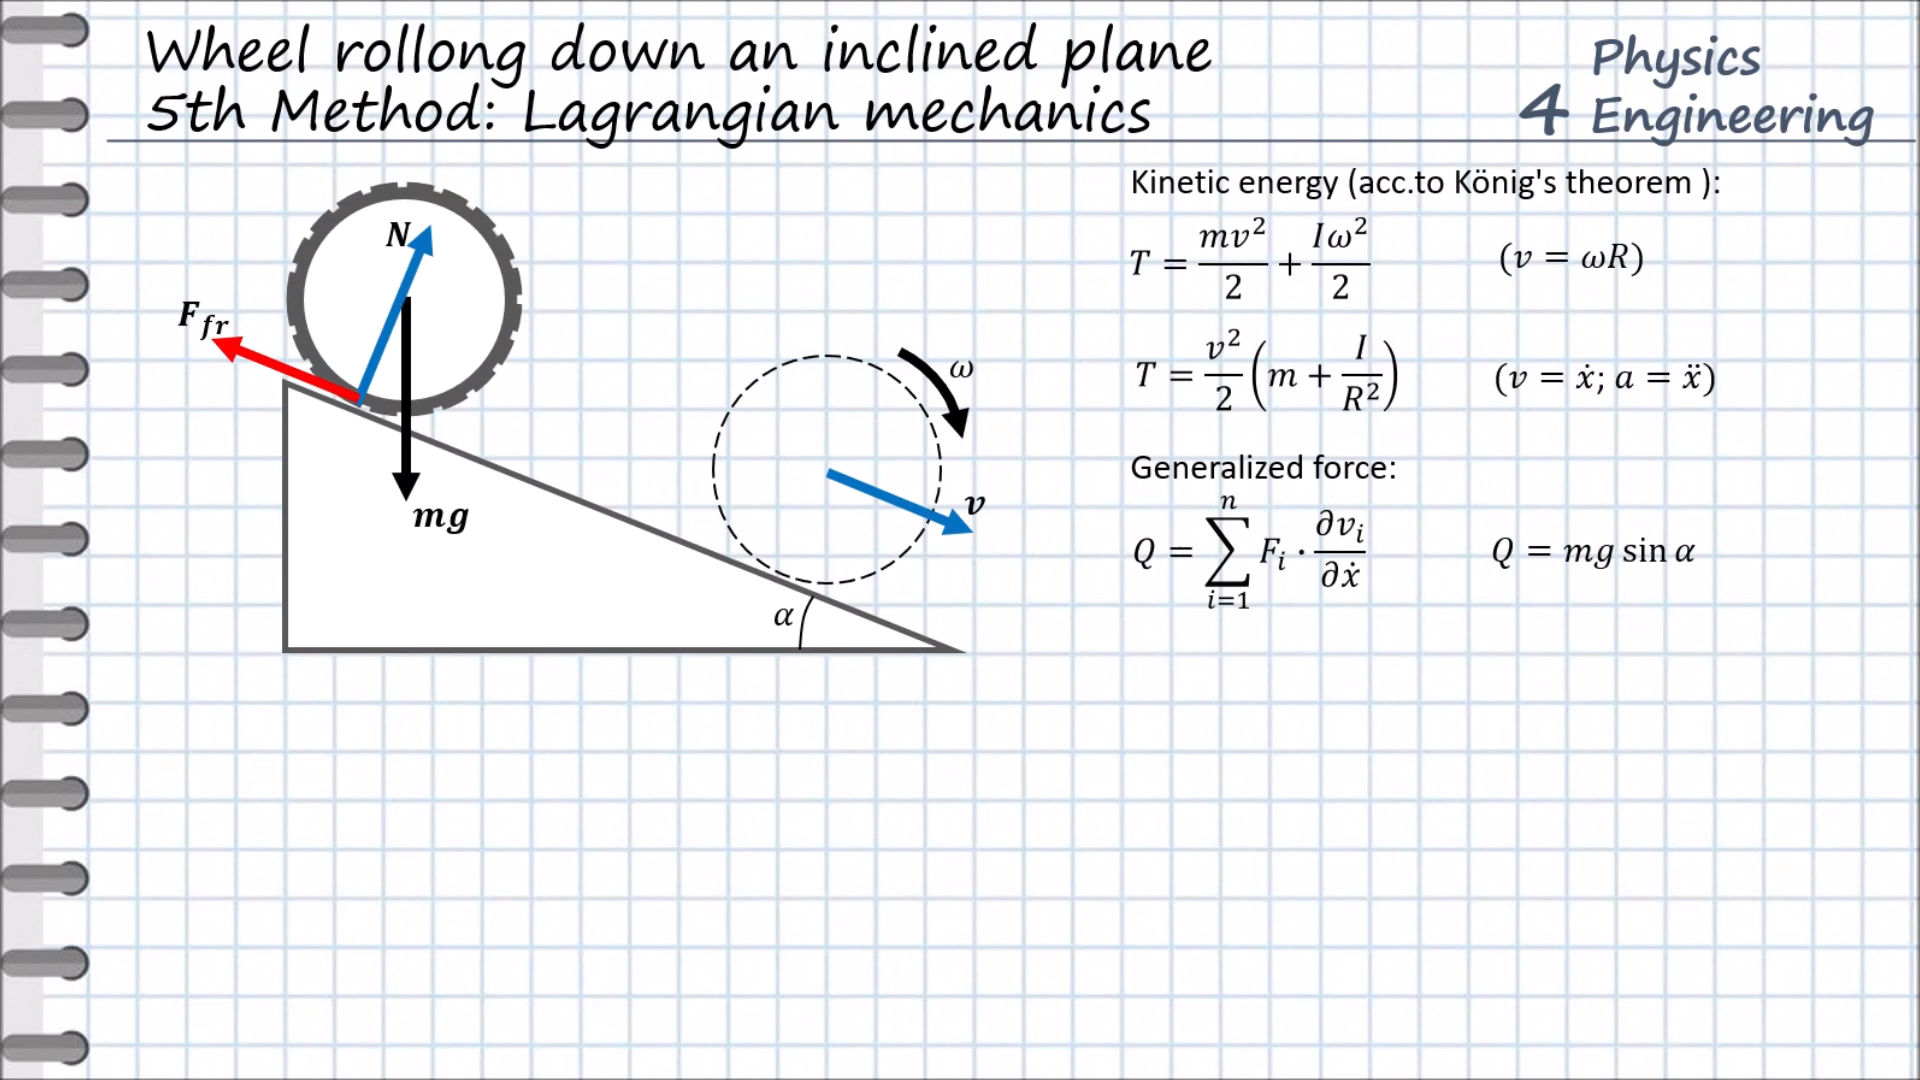 Wheel rollong down an inclined plane
5th Method: Lagrangian mechanics
Physics
4 Engineering
Kinetic energy (acc.to König's theorem ):
T = mv²/2 + Iω²/2 (v = ωR)
T = v²/2 (m + I/R²) (v = ẋ; a = ẍ)
Generalized force:
Q = ∑_{i=1}^{n} F_i · ∂v_i/∂ẋ Q = mg sin α
N
F_fr
mg
ω
v
α